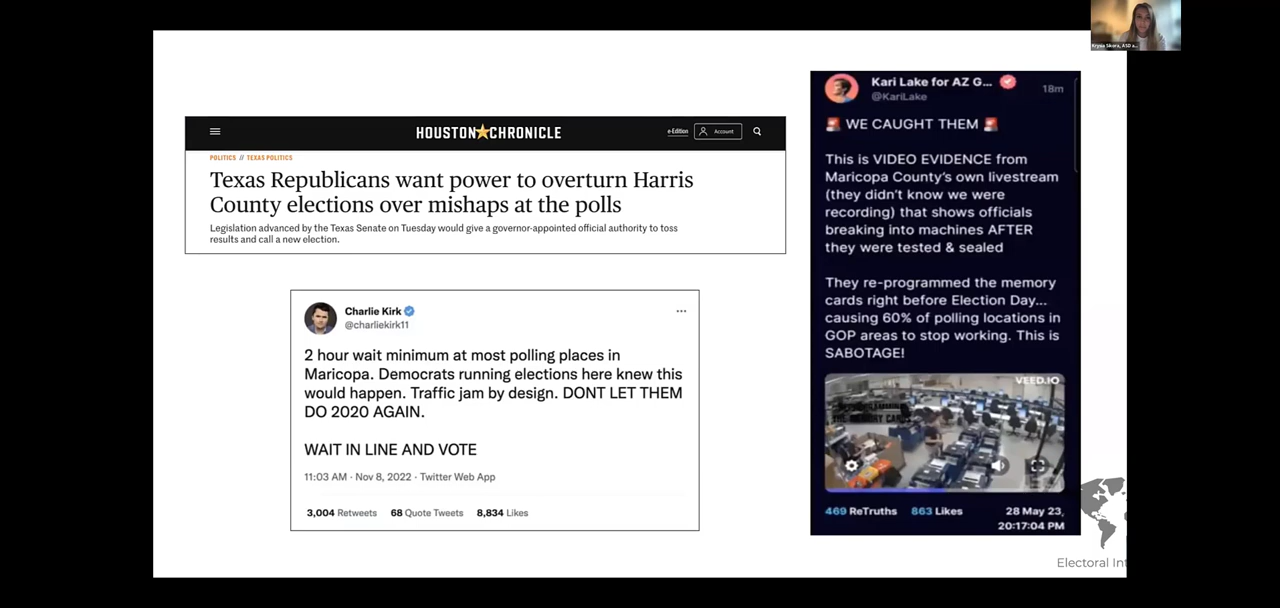 Krysia Sikora, ASD a...
HOUSTON CHRONICLE
e-Edition
Account
POLITICS // TEXAS POLITICS
Texas Republicans want power to overturn Harris
County elections over mishaps at the polls
Legislation advanced by the Texas Senate on Tuesday would give a governor-appointed official authority to toss
results and call a new election.
Charlie Kirk
@charliekirk11
2 hour wait minimum at most polling places in
Maricopa. Democrats running elections here knew this
would happen. Traffic jam by design. DONT LET THEM
DO 2020 AGAIN.
WAIT IN LINE AND VOTE
11:03 AM · Nov 8, 2022 · Twitter Web App
3,004 Retweets 68 Quote Tweets 8,834 Likes
Kari Lake for AZ G...
@KariLake
18m
WE CAUGHT THEM
This is VIDEO EVIDENCE from
Maricopa County's own livestream
(they didn't know we were
recording) that shows officials
breaking into machines AFTER
they were tested & sealed
They re-programmed the memory
cards right before Election Day...
causing 60% of polling locations in
GOP areas to stop working. This is
SABOTAGE!
VEED.IO
THE MEMORY CARDS
469 ReTruths 863 Likes
28 May 23,
20:17:04 PM
Electoral Int